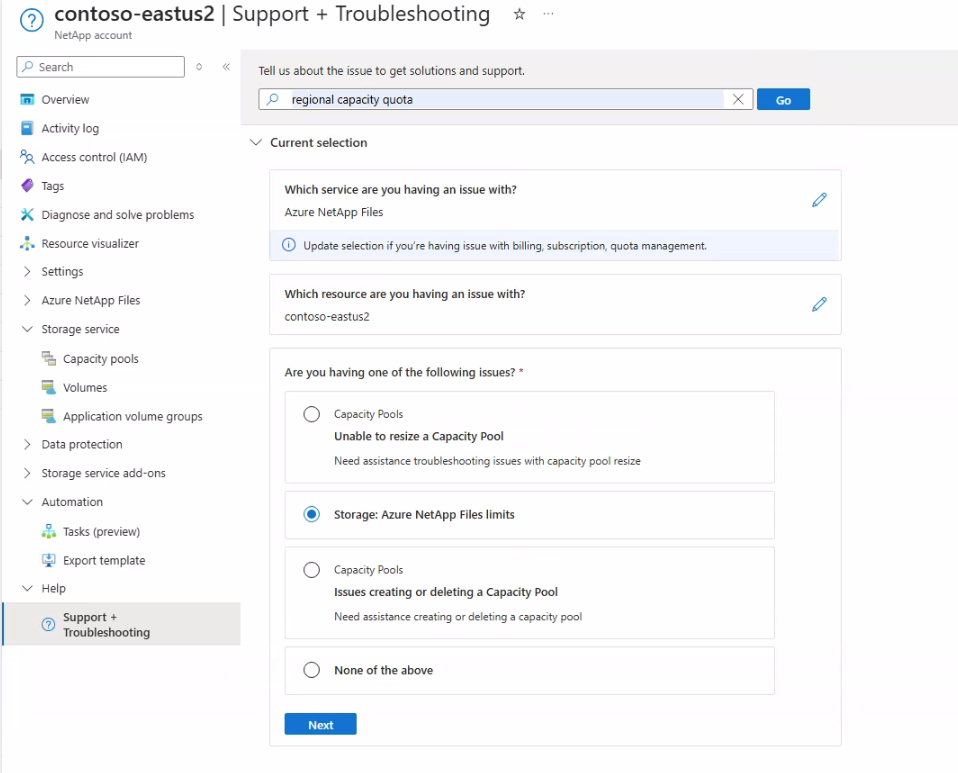 contoso-eastus2 | Support + Troubleshooting
NetApp account
Search
Overview
Activity log
Access control (IAM)
Tags
Diagnose and solve problems
Resource visualizer
Settings
Azure NetApp Files
Storage service
Capacity pools
Volumes
Application volume groups
Data protection
Storage service add-ons
Automation
Tasks (preview)
Export template
Help
Support +
Troubleshooting
Tell us about the issue to get solutions and support.
regional capacity quota
Go
Current selection
Which service are you having an issue with?
Azure NetApp Files
Update selection if you're having issue with billing, subscription, quota management.
Which resource are you having an issue with?
contoso-eastus2
Are you having one of the following issues? *
Capacity Pools
Unable to resize a Capacity Pool
Need assistance troubleshooting issues with capacity pool resize
Storage: Azure NetApp Files limits
Capacity Pools
Issues creating or deleting a Capacity Pool
Need assistance creating or deleting a capacity pool
None of the above
Next